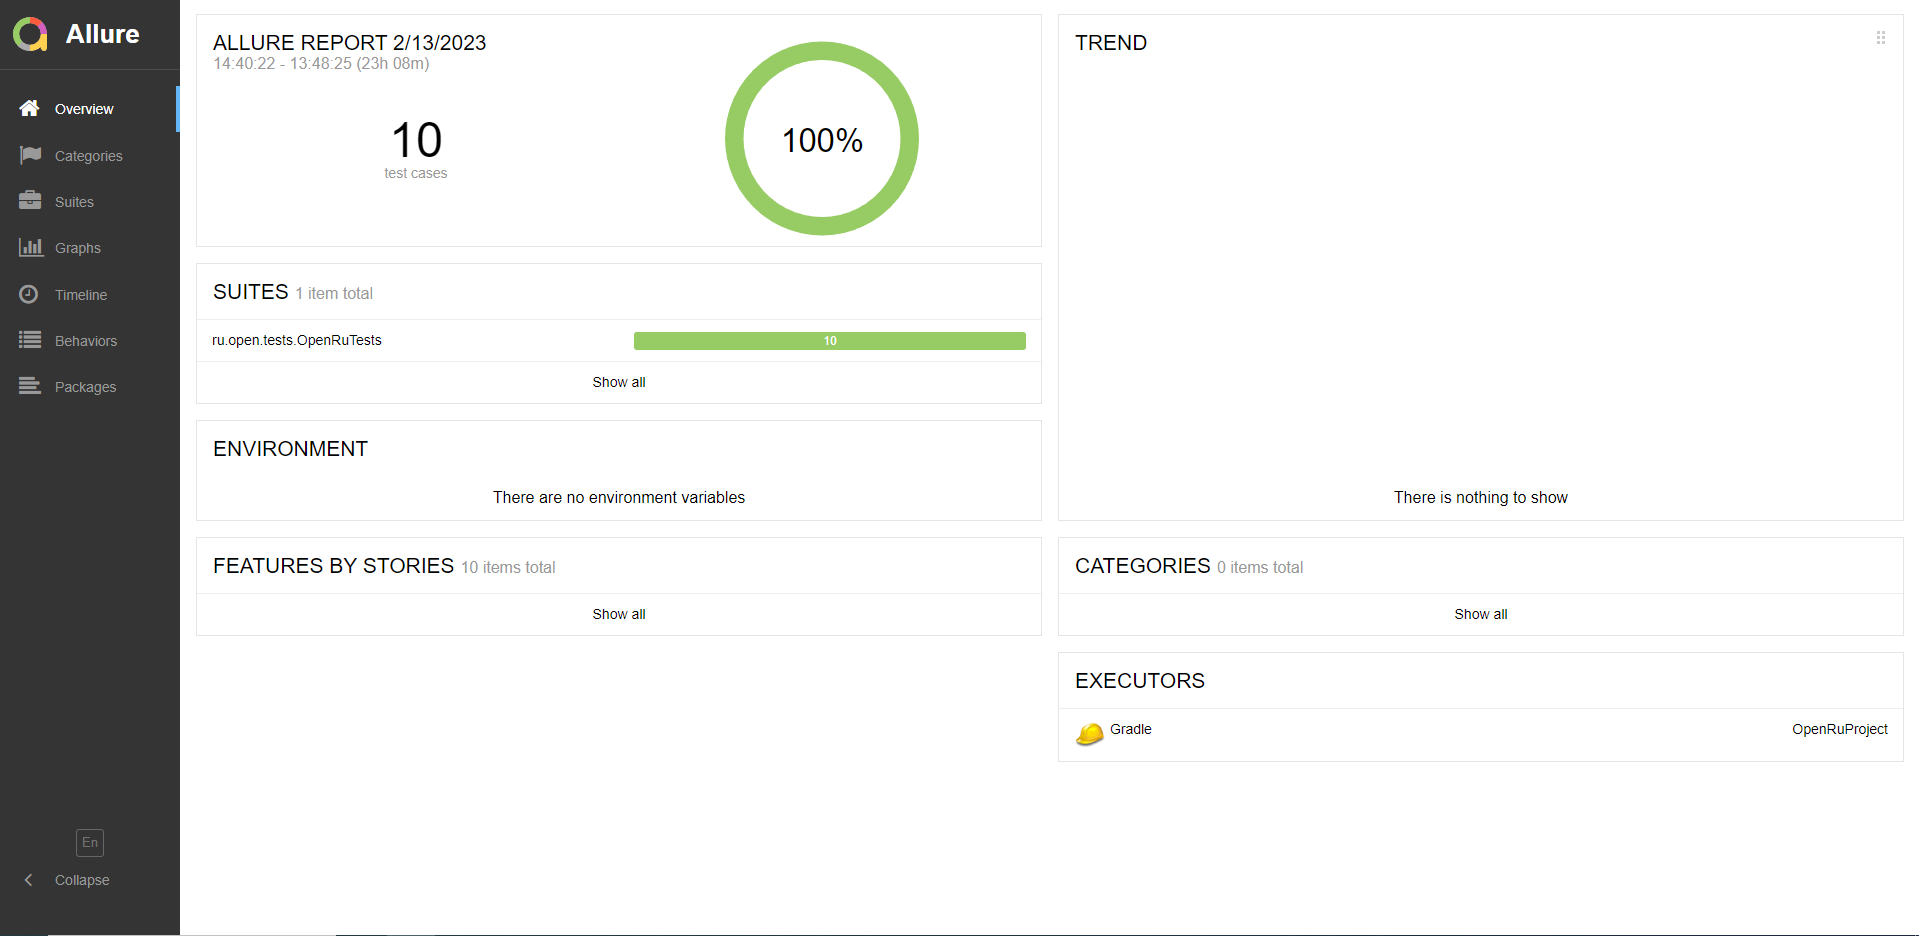 Allure
Overview
Categories
Suites
Graphs
Timeline
Behaviors
Packages
En
Collapse
ALLURE REPORT 2/13/2023
14:40:22 - 13:48:25 (23h 08m)
10
test cases
100%
SUITES 1 item total
ru.open.tests.OpenRuTests 10
Show all
ENVIRONMENT
There are no environment variables
FEATURES BY STORIES 10 items total
Show all
TREND
There is nothing to show
CATEGORIES 0 items total
Show all
EXECUTORS
Gradle OpenRuProject